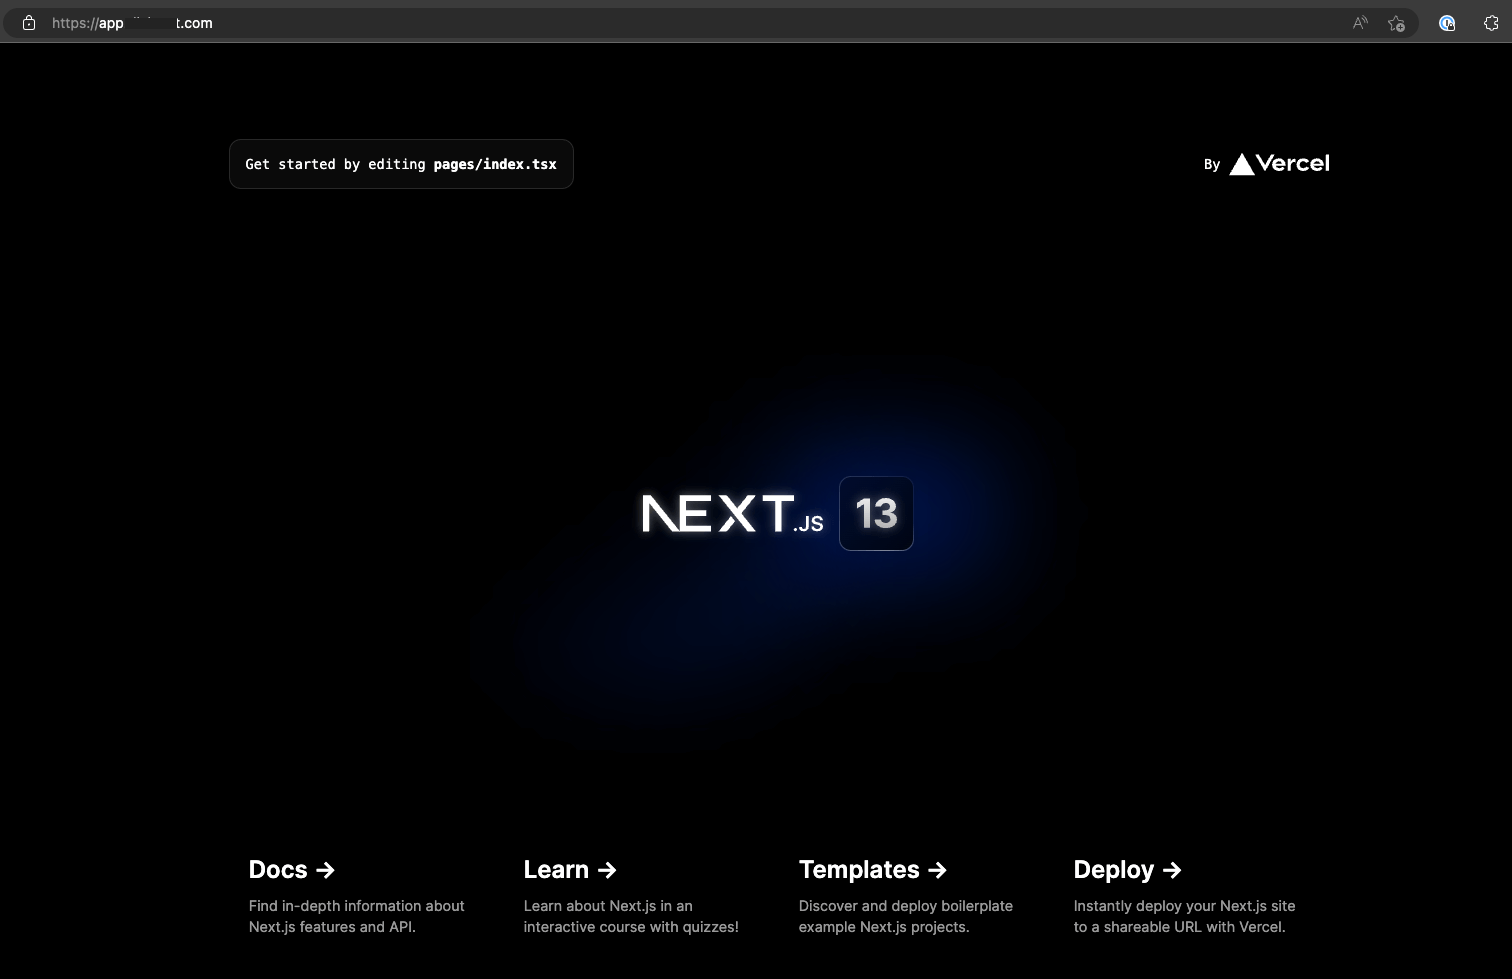 https://app t.com
Get started by editing pages/index.tsx
By Vercel
NEXT.JS 13
Docs →
Find in-depth information about
Next.js features and API.
Learn →
Learn about Next.js in an
interactive course with quizzes!
Templates →
Discover and deploy boilerplate
example Next.js projects.
Deploy →
Instantly deploy your Next.js site
to a shareable URL with Vercel.